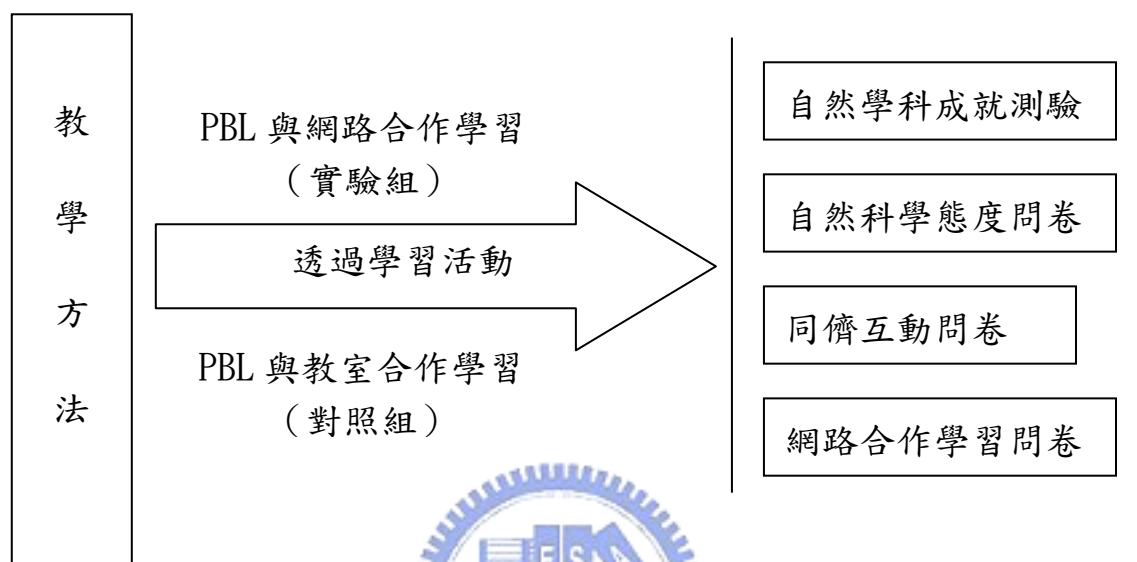 教
學
方
法
PBL 與網路合作學習
（實驗組）
透過學習活動
PBL 與教室合作學習
（對照組）
自然學科成就測驗
自然科學態度問卷
同儕互動問卷
網路合作學習問卷